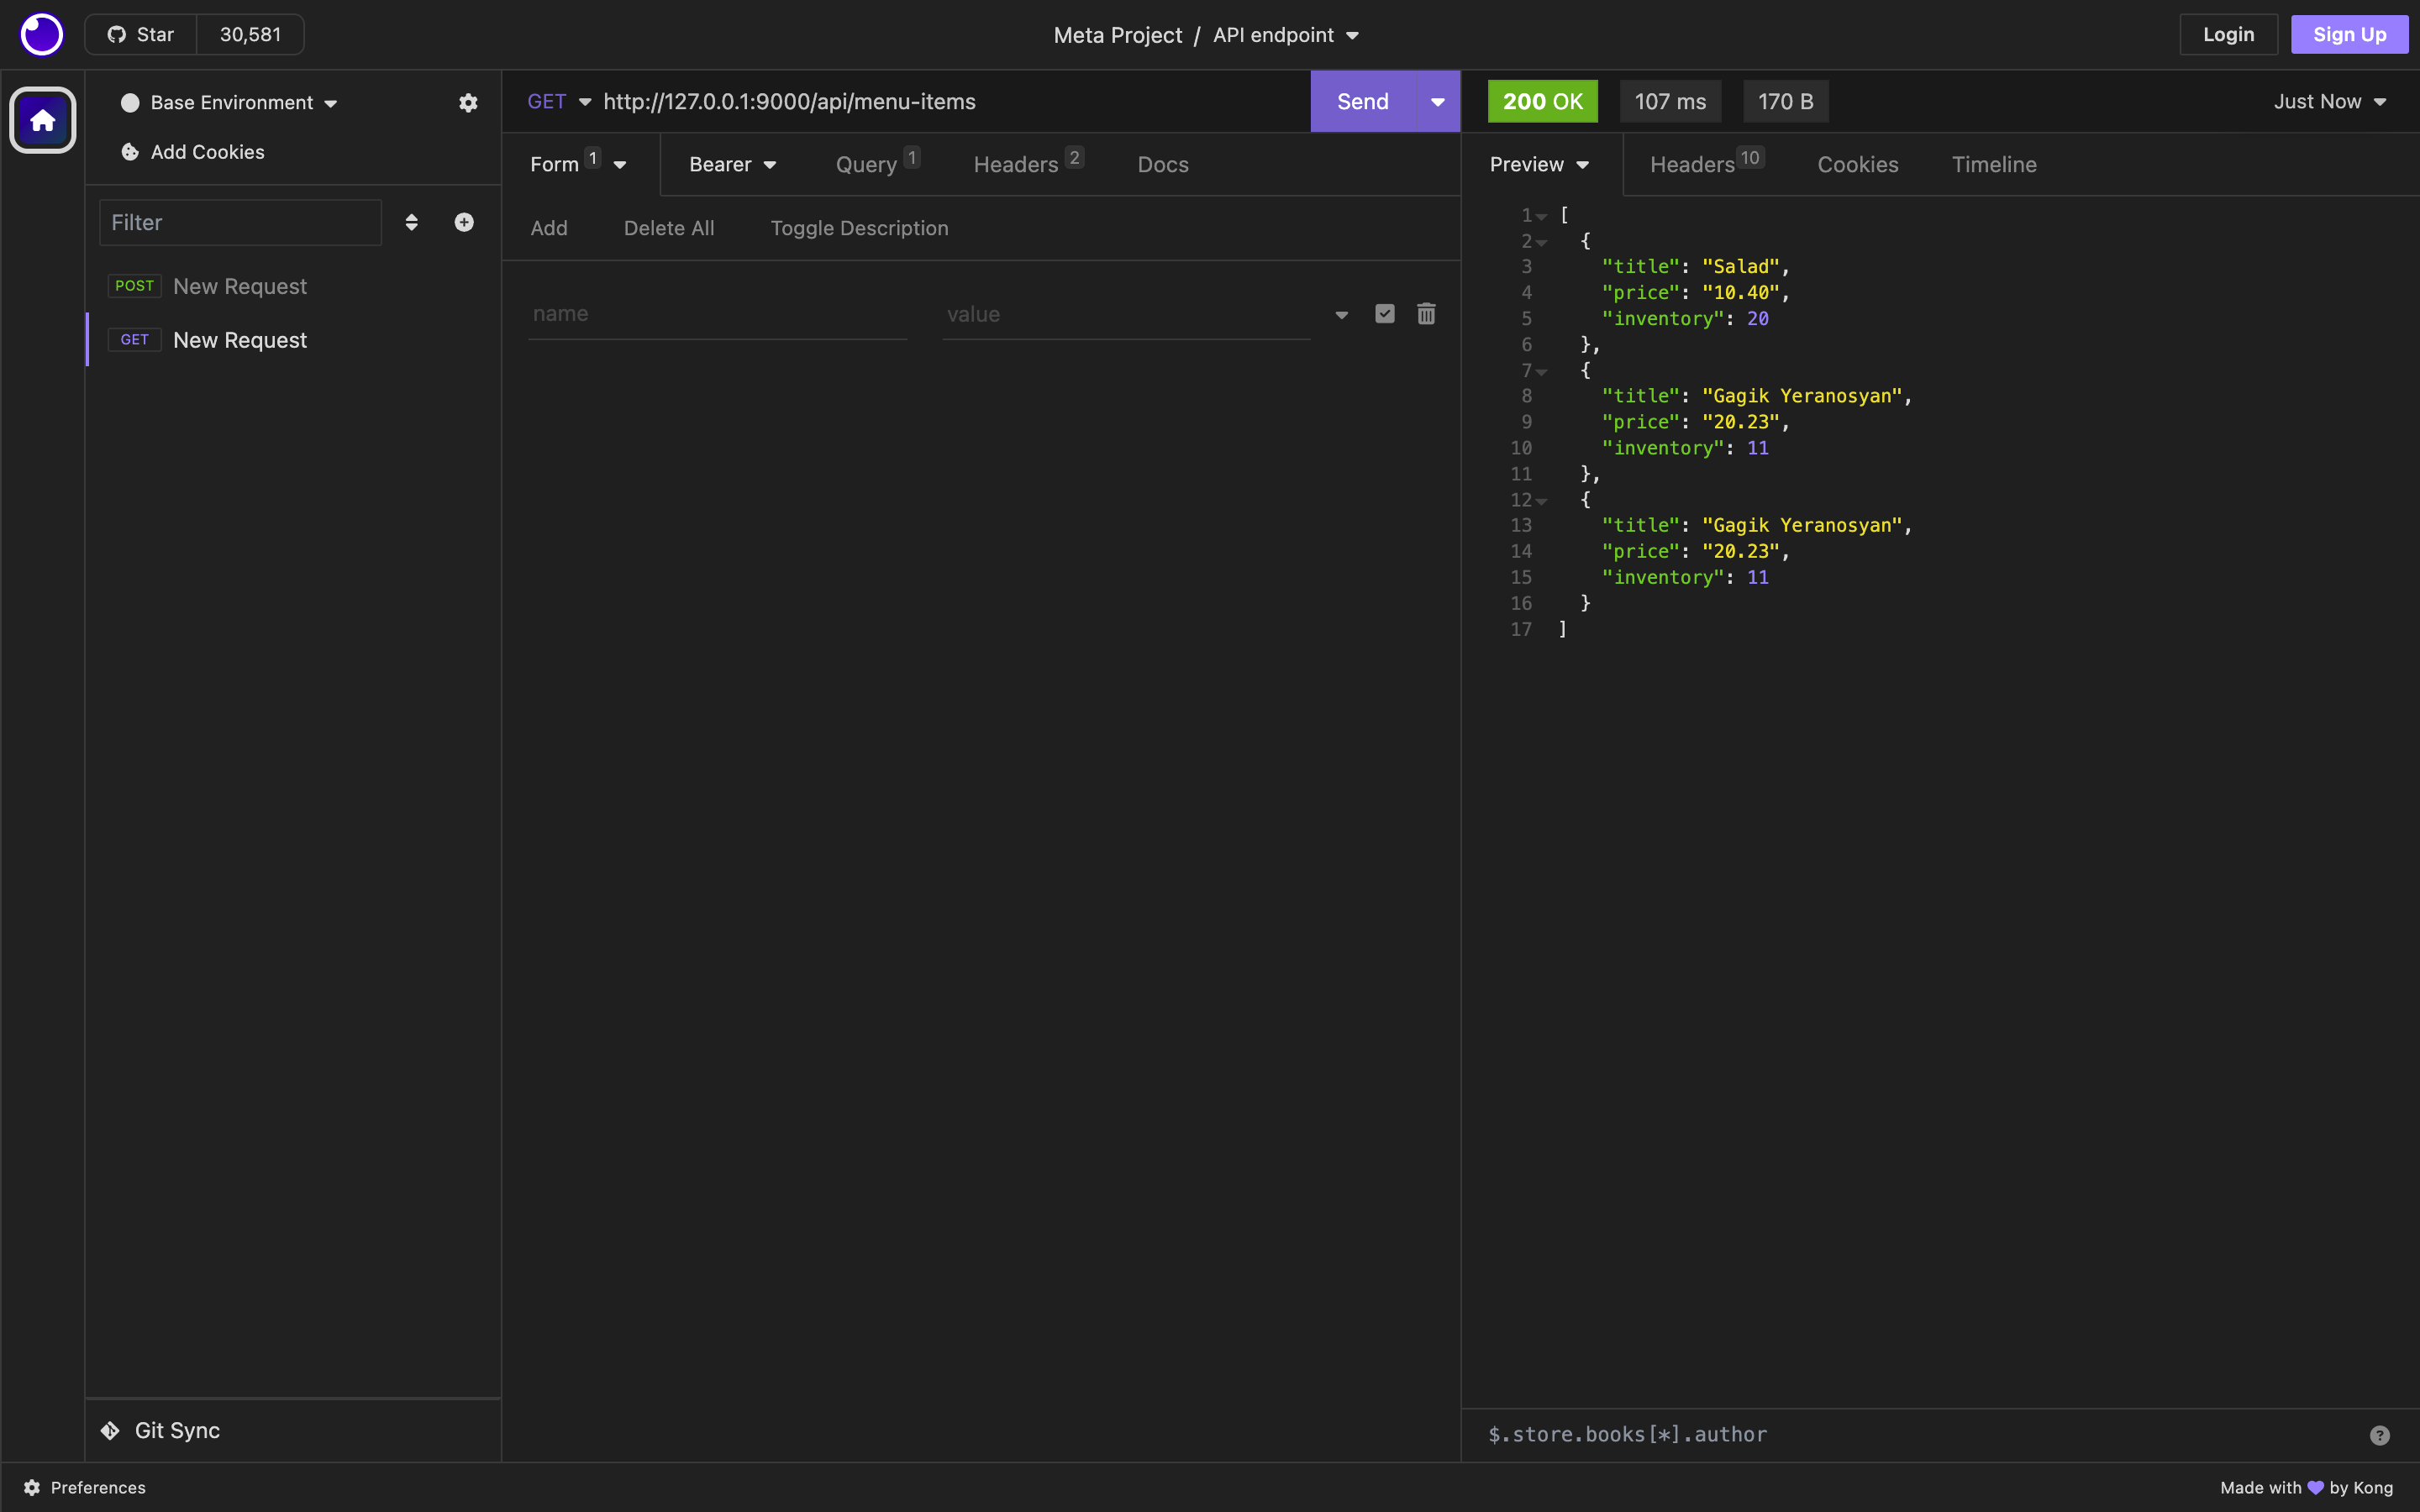 Star 30,581
Meta Project / API endpoint
Login Sign Up
Base Environment
Add Cookies
Filter
POST New Request
GET New Request
Git Sync
GET http://127.0.0.1:9000/api/menu-items Send
Form 1 Bearer Query 1 Headers 2 Docs
Add Delete All Toggle Description
name value
200 OK 107 ms 170 B Just Now
Preview Headers 10 Cookies Timeline
1 [
2 {
3 "title": "Salad",
4 "price": "10.40",
5 "inventory": 20
6 },
7 {
8 "title": "Gagik Yeranosyan",
9 "price": "20.23",
10 "inventory": 11
11 },
12 {
13 "title": "Gagik Yeranosyan",
14 "price": "20.23",
15 "inventory": 11
16 }
17 ]
$.store.books[*].author ?
Preferences
Made with 💜 by Kong